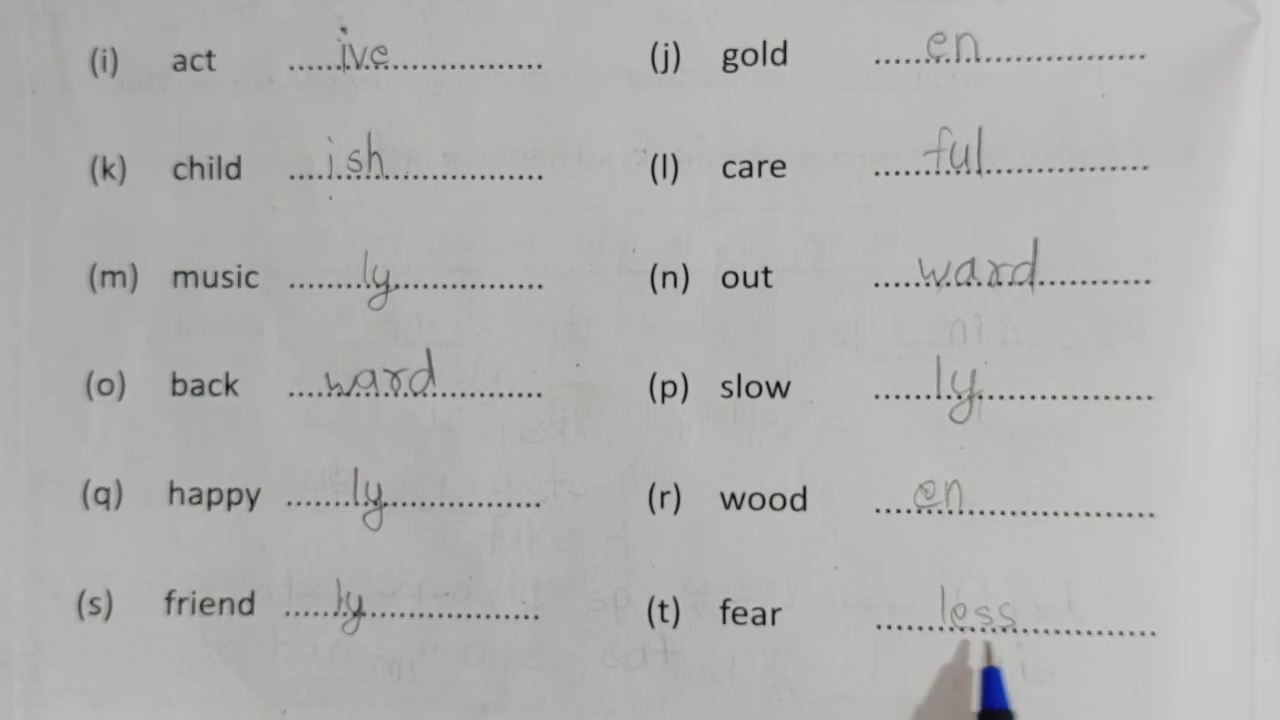 (i) act ......ive.................. (j) gold ......en...................
(k) child ....ish.................. (l) care ......ful...................
(m) music ........ly................. (n) out .....ward.............
(o) back ....ward............. (p) slow ......ly....................
(q) happy .......ly................... (r) wood ....en......................
(s) friend ......ly.................... (t) fear ......less................